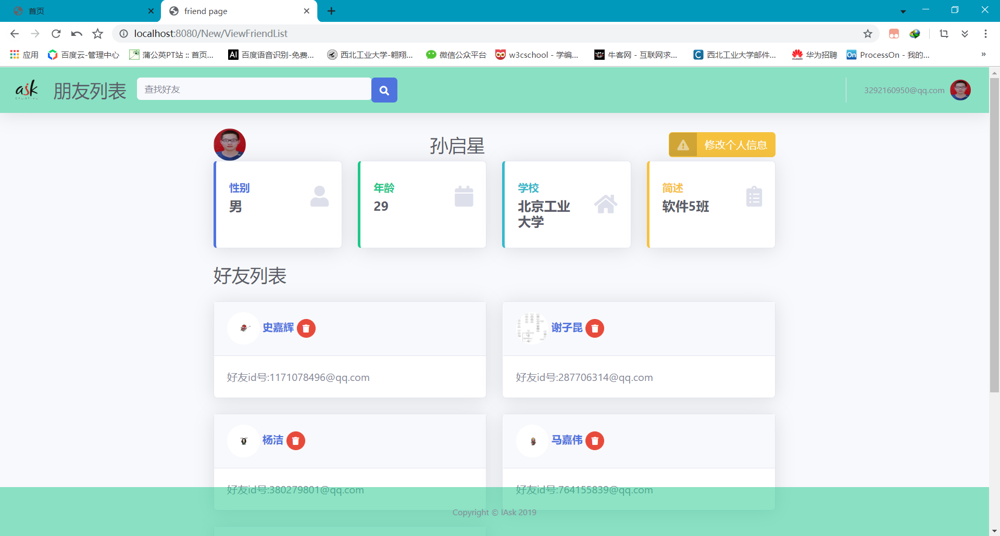 首页
friend page
localhost:8080/New/ViewFriendList
应用
百度云-管理中心
蒲公英PT站 :: 首页...
AI
百度语音识别-免费...
西北工业大学-翱翔...
微信公众平台
w3cschool - 学编...
牛客网 - 互联网求...
C
西北工业大学邮件...
华为招聘
On
ProcessOn - 我的...
»
ask
creative
朋友列表
查找好友
3292160950@qq.com
孙启星
修改个人信息
性别
男
年龄
29
学校
北京工业
大学
简述
软件5班
好友列表
史嘉辉
好友id号:1171078496@qq.com
谢子昆
好友id号:287706314@qq.com
杨洁
好友id号:380279801@qq.com
马嘉伟
好友id号:764155839@qq.com
Copyright © IAsk 2019